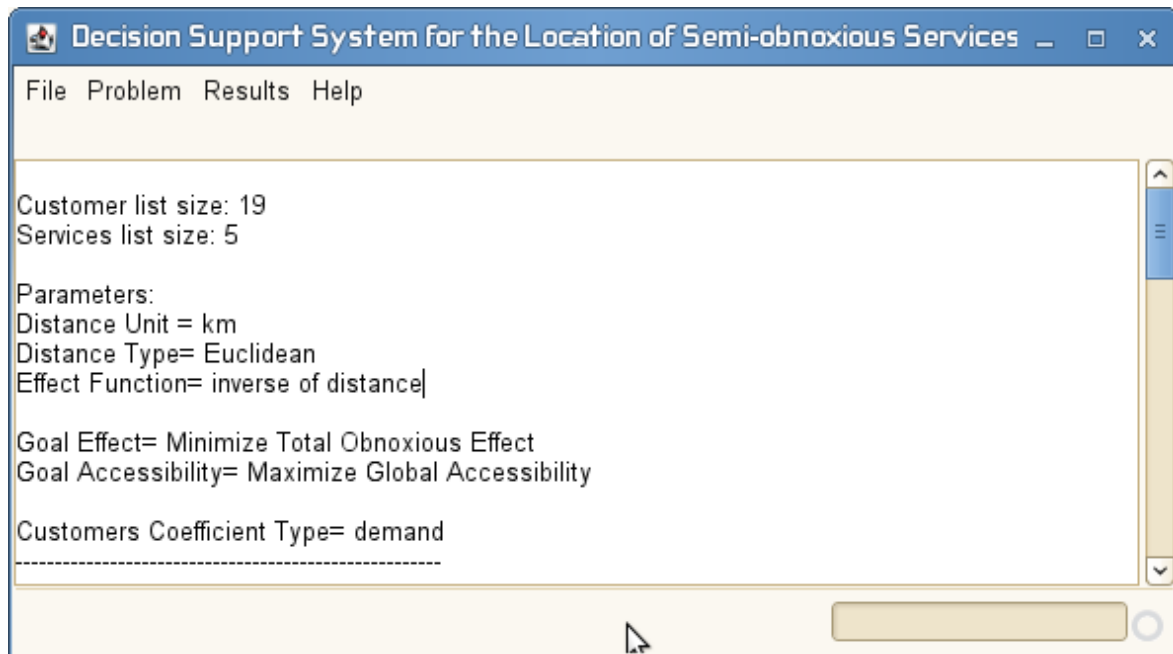 Decision Support System for the Location of Semi-obnoxious Services
File Problem Results Help
Customer list size: 19
Services list size: 5
Parameters:
Distance Unit = km
Distance Type= Euclidean
Effect Function= inverse of distance
Goal Effect= Minimize Total Obnoxious Effect
Goal Accessibility= Maximize Global Accessibility
Customers Coefficient Type= demand
------------------------------------------------------